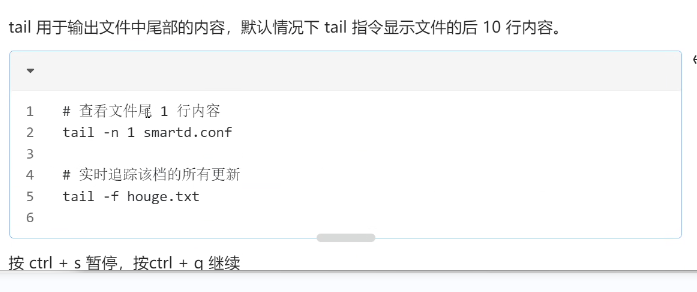 tail 用于输出文件中尾部的内容，默认情况下 tail 指令显示文件的后 10 行内容。
1 # 查看文件尾 1 行内容
2 tail -n 1 smartd.conf
3
4 # 实时追踪该档的所有更新
5 tail -f houge.txt
6
按 ctrl + s 暂停，按ctrl + q 继续